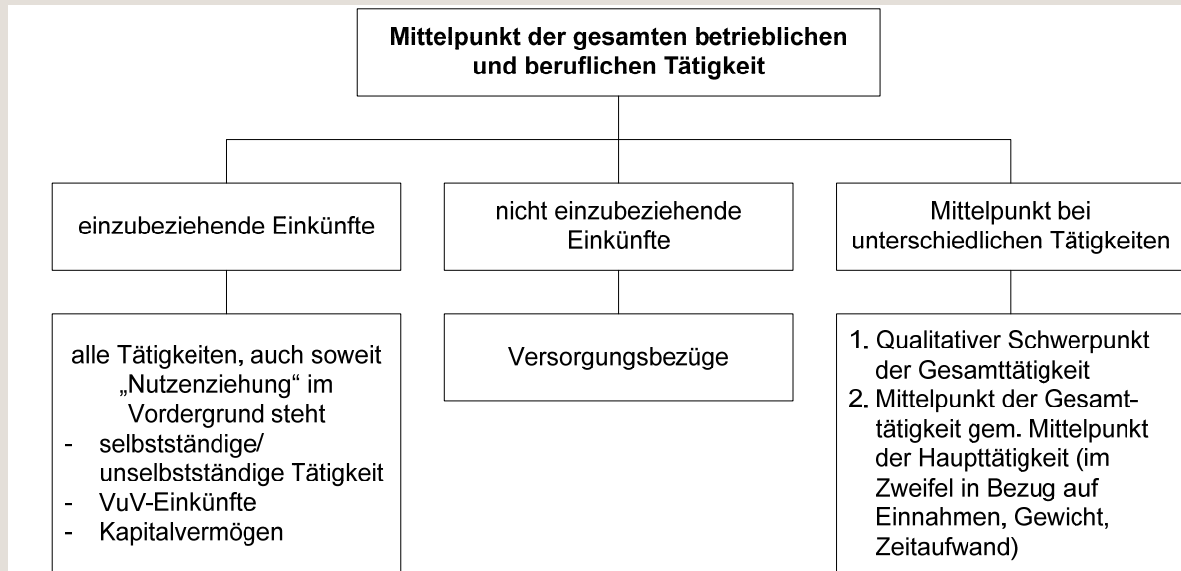 Mittelpunkt der gesamten betrieblichen
und beruflichen Tätigkeit
einzubeziehende Einkünfte
nicht einzubeziehende
Einkünfte
Mittelpunkt bei
unterschiedlichen Tätigkeiten
alle Tätigkeiten, auch soweit
„Nutzenziehung“ im
Vordergrund steht
- selbstständige/
unselbstständige Tätigkeit
- VuV-Einkünfte
- Kapitalvermögen
Versorgungsbezüge
1. Qualitativer Schwerpunkt
der Gesamttätigkeit
2. Mittelpunkt der Gesamt-
tätigkeit gem. Mittelpunkt
der Haupttätigkeit (im
Zweifel in Bezug auf
Einnahmen, Gewicht,
Zeitaufwand)